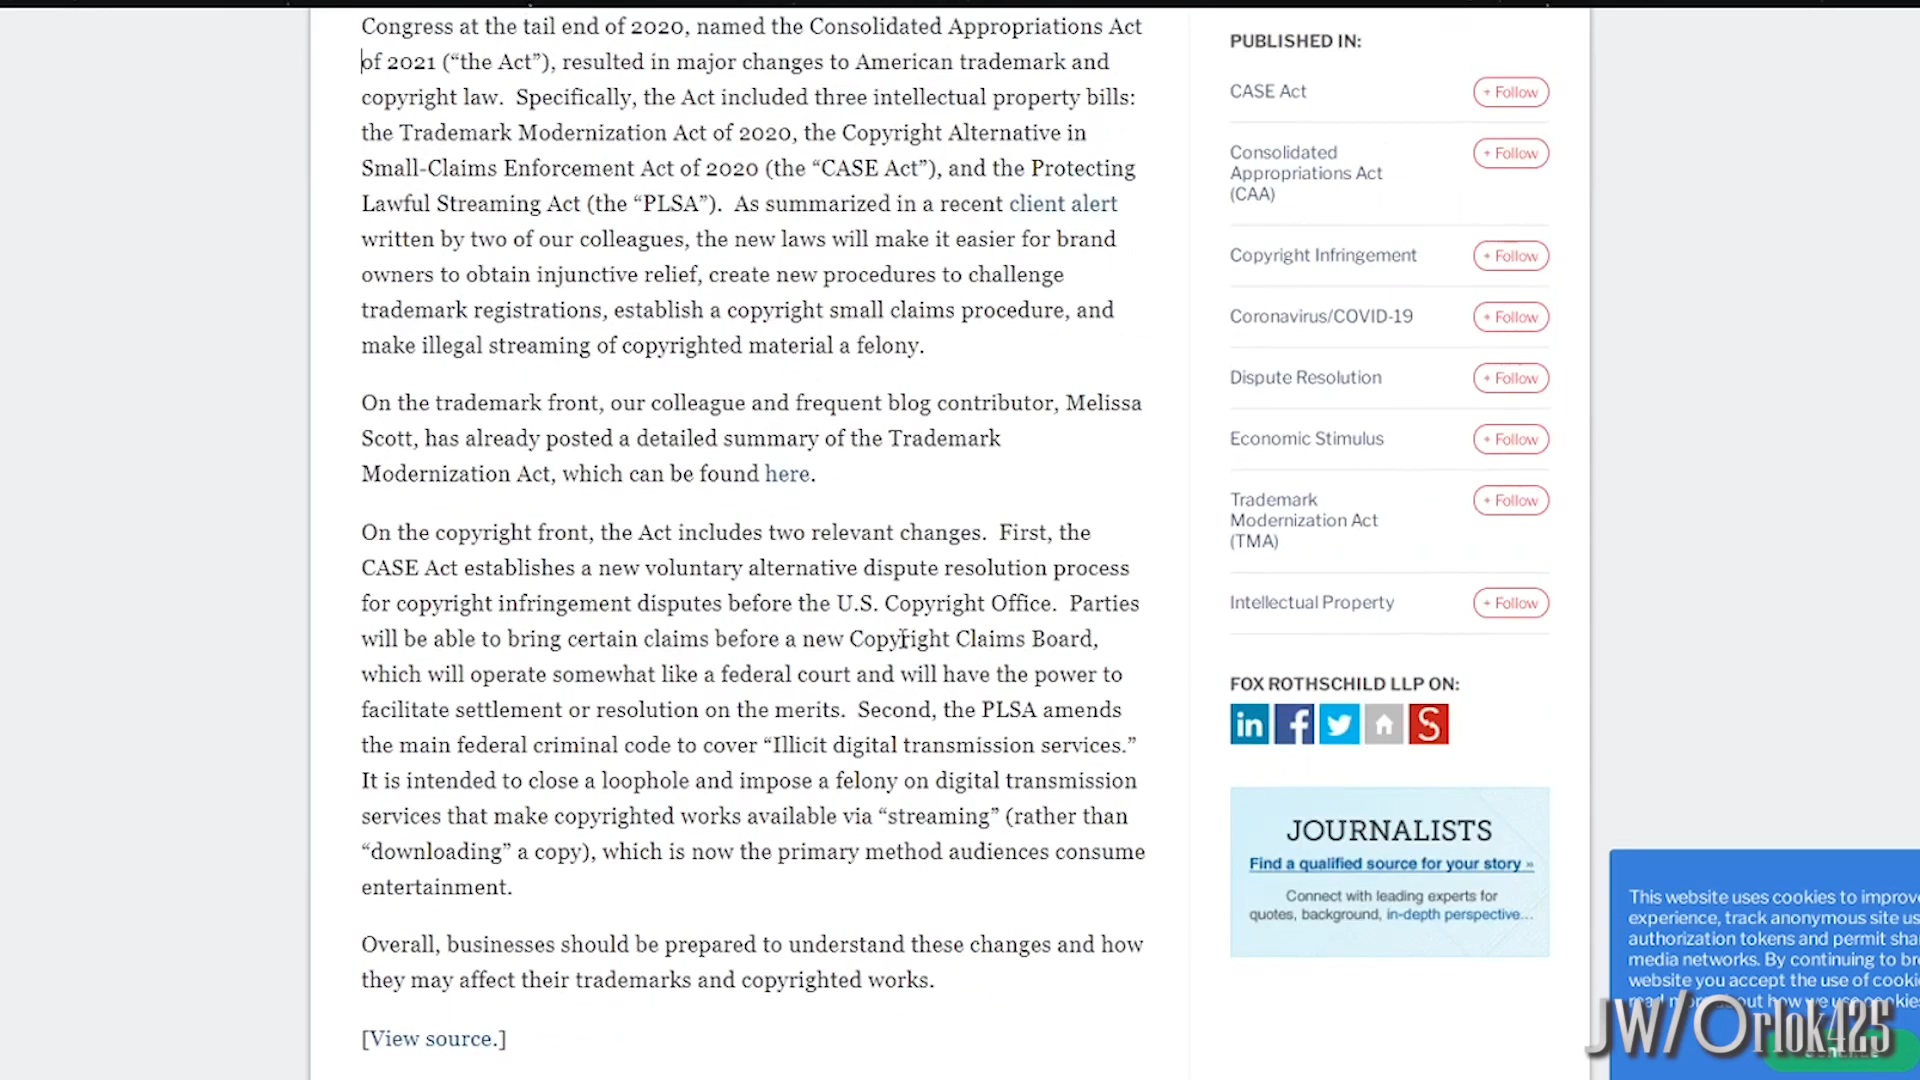 Congress at the tail end of 2020, named the Consolidated Appropriations Act
of 2021 (“the Act”), resulted in major changes to American trademark and
copyright law.  Specifically, the Act included three intellectual property bills:
the Trademark Modernization Act of 2020, the Copyright Alternative in
Small-Claims Enforcement Act of 2020 (the “CASE Act”), and the Protecting
Lawful Streaming Act (the “PLSA”).  As summarized in a recent client alert
written by two of our colleagues, the new laws will make it easier for brand
owners to obtain injunctive relief, create new procedures to challenge
trademark registrations, establish a copyright small claims procedure, and
make illegal streaming of copyrighted material a felony.
On the trademark front, our colleague and frequent blog contributor, Melissa
Scott, has already posted a detailed summary of the Trademark
Modernization Act, which can be found here.
On the copyright front, the Act includes two relevant changes.  First, the
CASE Act establishes a new voluntary alternative dispute resolution process
for copyright infringement disputes before the U.S. Copyright Office.  Parties
will be able to bring certain claims before a new Copyright Claims Board,
which will operate somewhat like a federal court and will have the power to
facilitate settlement or resolution on the merits.  Second, the PLSA amends
the main federal criminal code to cover “Illicit digital transmission services.”
It is intended to close a loophole and impose a felony on digital transmission
services that make copyrighted works available via “streaming” (rather than
“downloading” a copy), which is now the primary method audiences consume
entertainment.
Overall, businesses should be prepared to understand these changes and how
they may affect their trademarks and copyrighted works.
[View source.]
PUBLISHED IN:
CASE Act
+ Follow
Consolidated
Appropriations Act
(CAA)
+ Follow
Copyright Infringement
+ Follow
Coronavirus/COVID-19
+ Follow
Dispute Resolution
+ Follow
Economic Stimulus
+ Follow
Trademark
Modernization Act
(TMA)
+ Follow
Intellectual Property
+ Follow
FOX ROTHSCHILD LLP ON:
in
JOURNALISTS
Find a qualified source for your story »
Connect with leading experts for
quotes, background, in-depth perspective...
This website uses cookies to improve
experience, track anonymous site us
authorization tokens and permit sha
media networks. By continuing to br
website you accept the use of cooki
read more about how we use cookies
JW/Orlok425